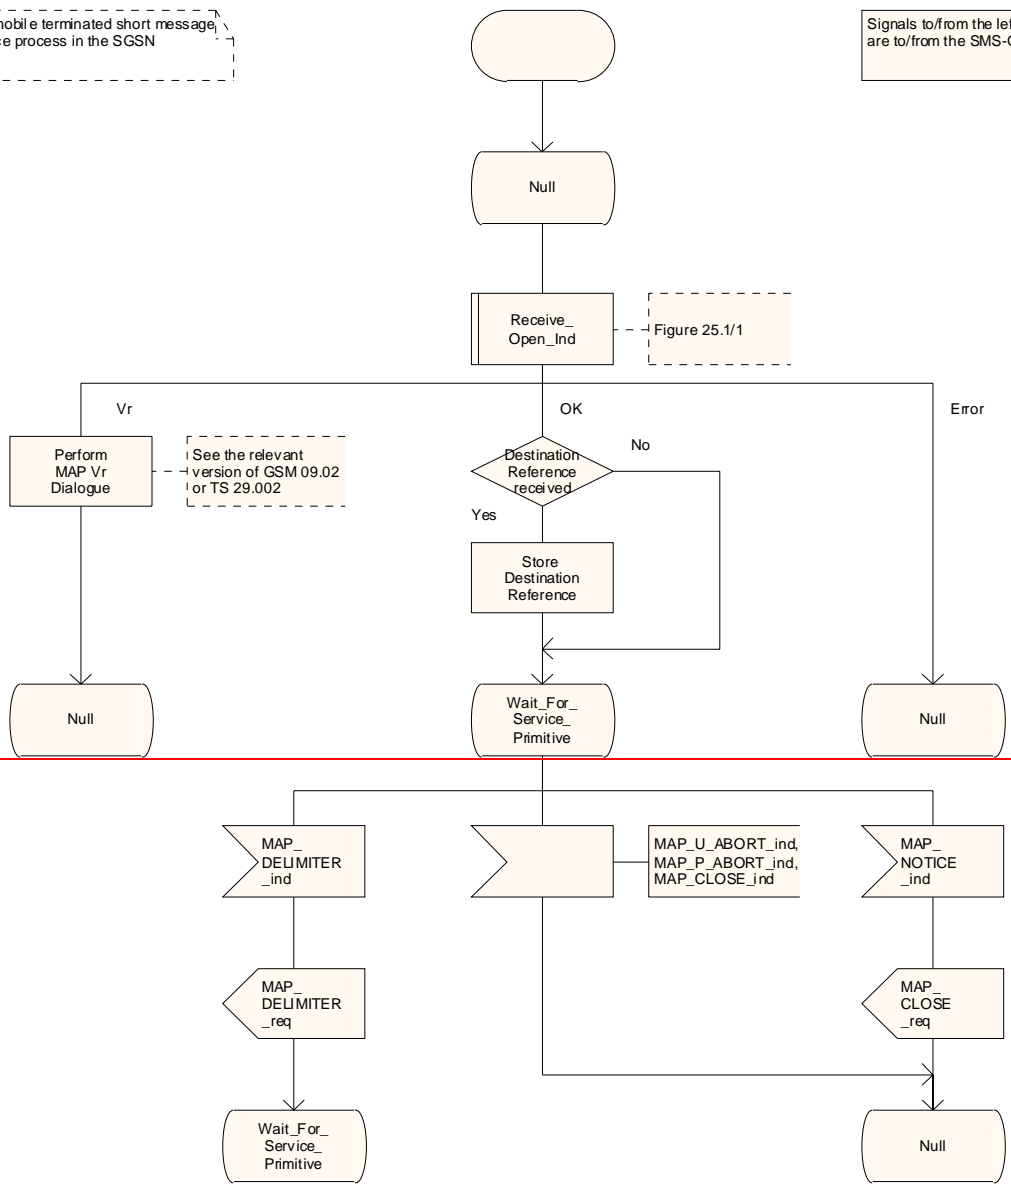 mobile terminated short message
ce process in the SGSN
Signals to/from the lef
are to/from the SMS-
Null
Receive_
Open_Ind
Figure 25.1/1
Vr
OK
Error
No
Perform
MAP Vr
Dialogue
See the relevant
version of GSM 09.02
or TS 29.002
Destination
Reference
received
Yes
Store
Destination
Reference
Null
Wait_For_
Service_
Primitive
Null
MAP_
DELIMITER
_ind
MAP_U_ABORT_ind,
MAP_P_ABORT_ind,
MAP_CLOSE_ind
MAP_
NOTICE
_ind
MAP_
DELIMITER
_req
MAP_
CLOSE
_req
Wait_For_
Service_
Primitive
Null